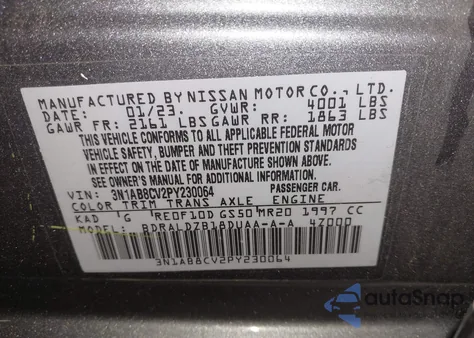 MANUFACTURED BY NISSAN MOTOR CO., LTD.
DATE: 01/23 GVWR: 4001 LBS
GAWR FR: 2161 LBS GAWR RR: 1863 LBS
THIS VEHICLE CONFORMS TO ALL APPLICABLE FEDERAL MOTOR
VEHICLE SAFETY, BUMPER AND THEFT PREVENTION STANDARDS
IN EFFECT ON THE DATE OF MANUFACTURE SHOWN ABOVE.
SEE OWNER'S MANUAL FOR ADDITIONAL INFORMATION.
VIN: 3N1AB8CV2PY230064 PASSENGER CAR
COLOR TRIM TRANS AXLE ENGINE
KAD 'G RE0F10D GS50 MR20 1997 CC
MODEL: BDRALDZB18DUAA-A-A 4Z000
3N1AB8CV2PY230064
autoSnap